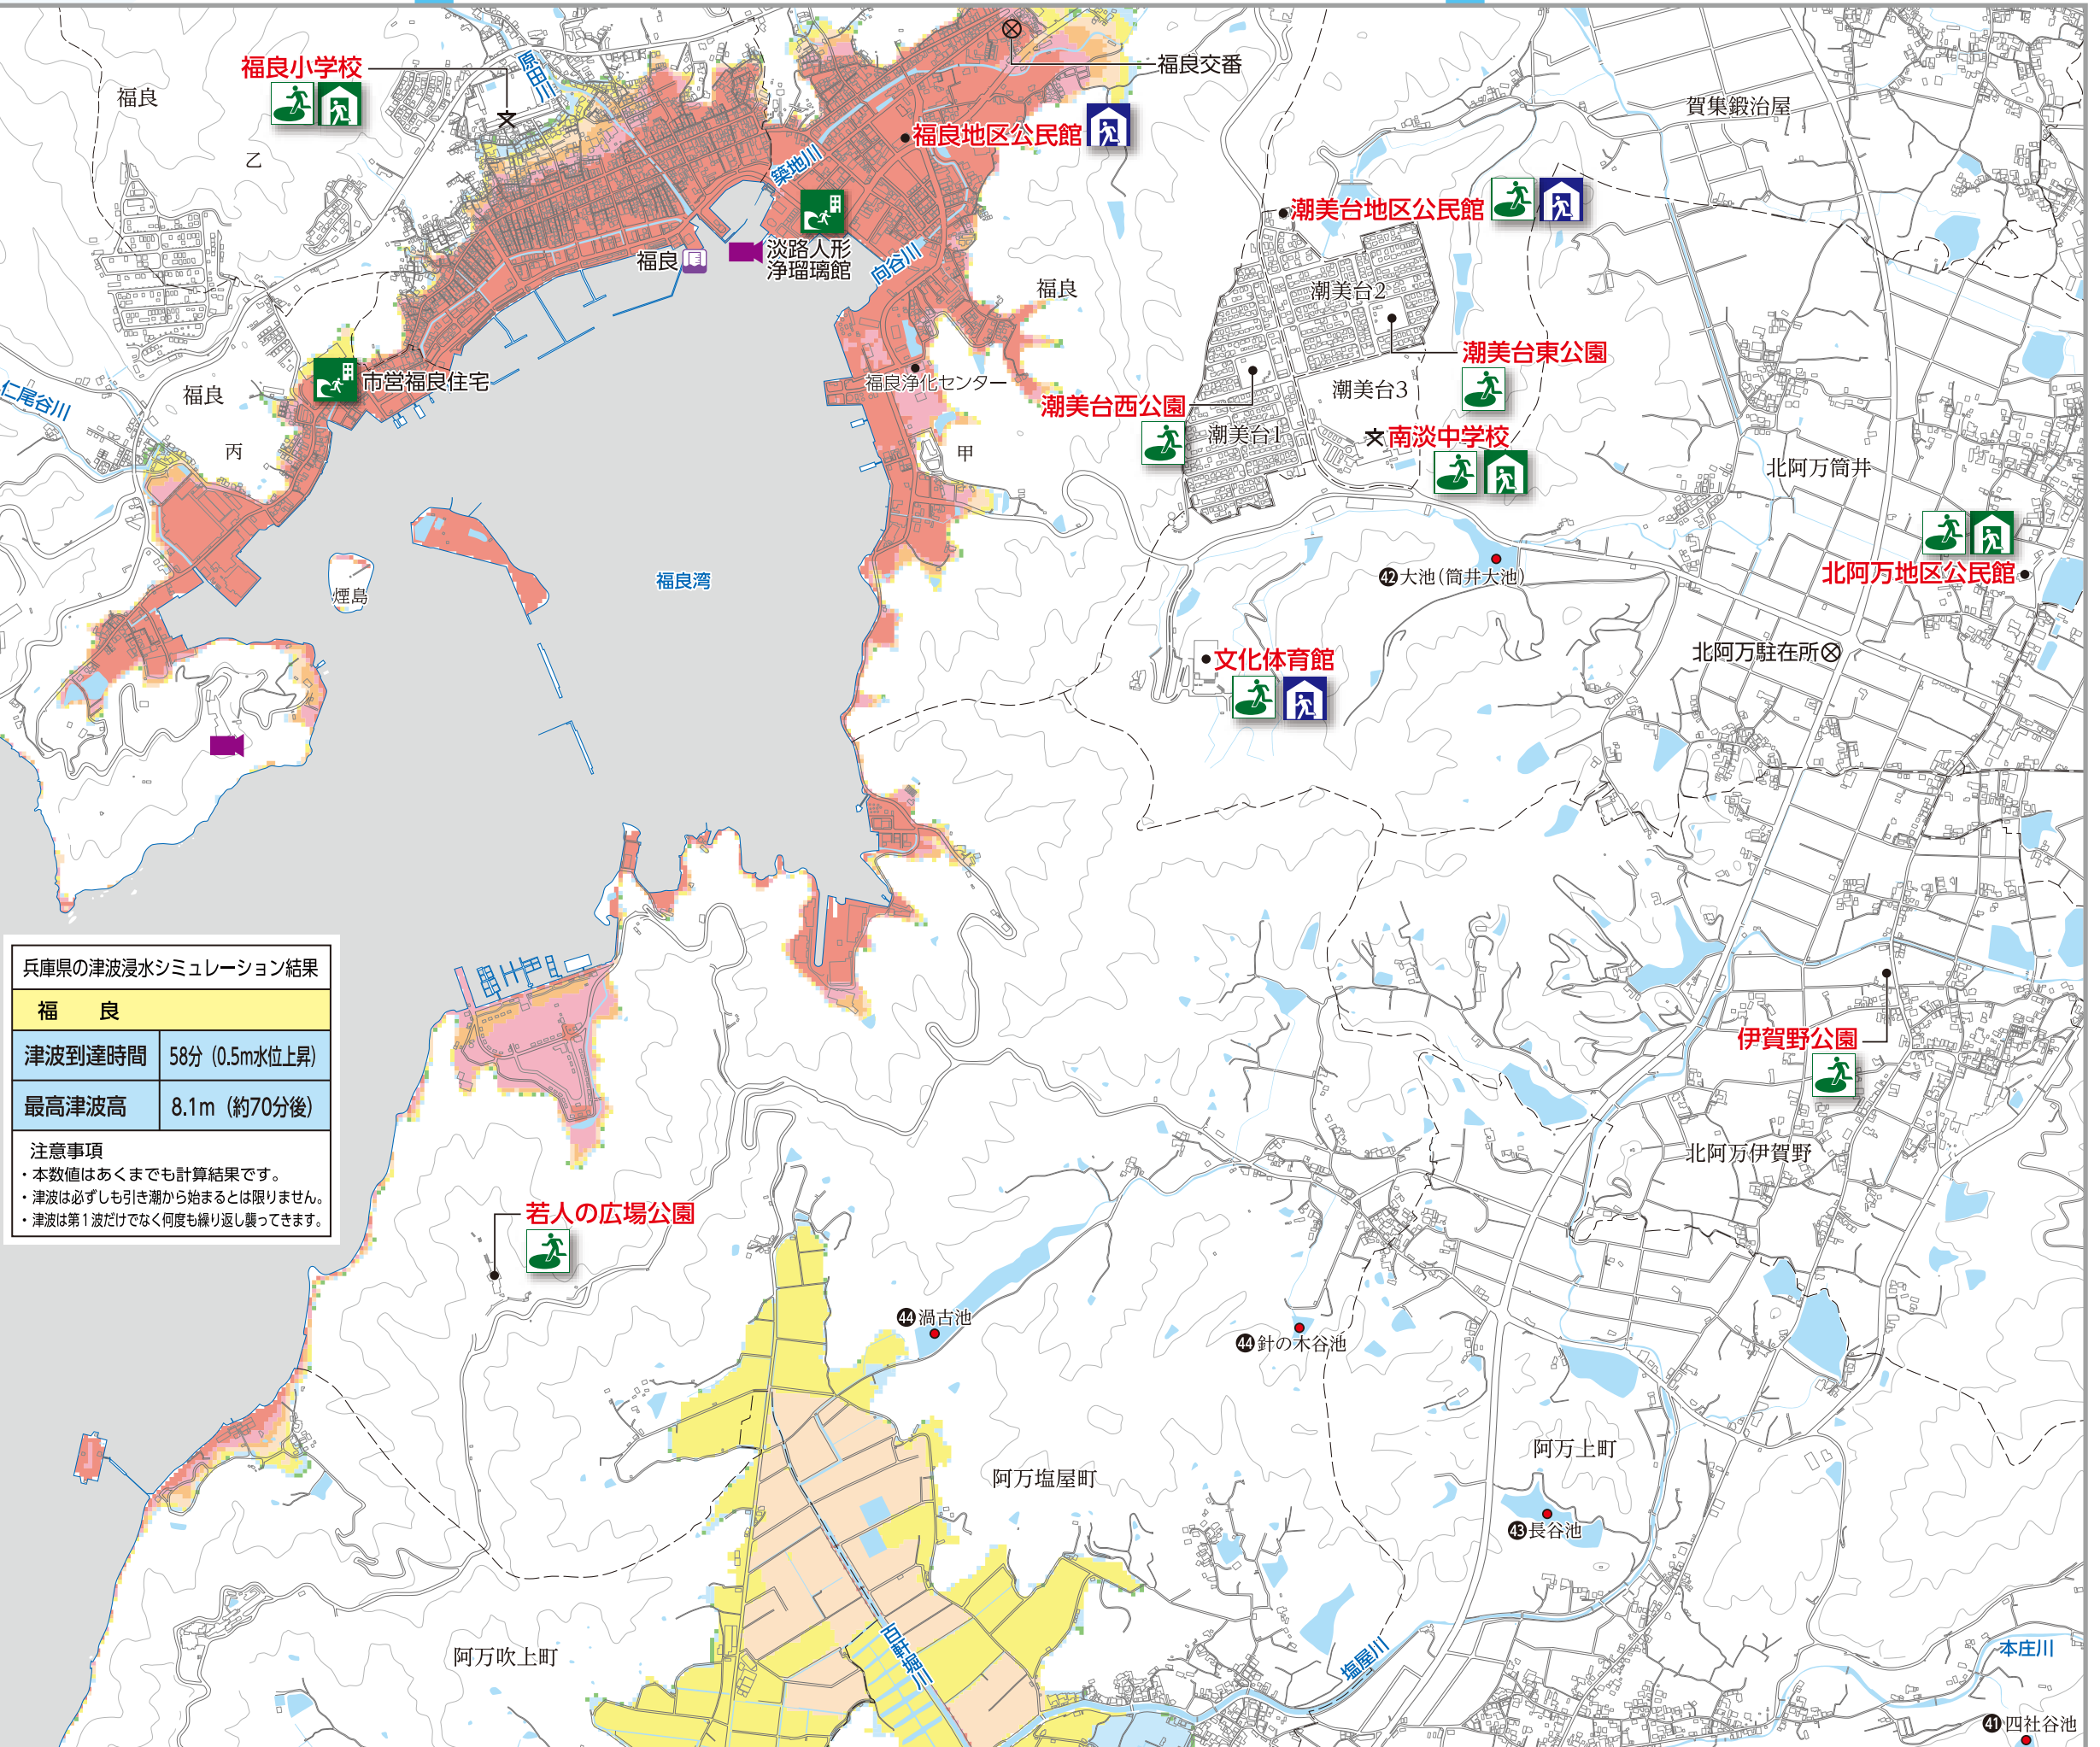 福良小学校
原田川
福良交番
福良
乙
福良地区公民館
賀集鍛治屋
築地川
潮美台地区公民館
淡路人形
浄瑠璃館
福良
向谷川
福良
潮美台2
潮美台東公園
市営福良住宅
福良浄化センター
潮美台3
仁尾谷川
福良
潮美台西公園
潮美台1
文南淡中学校
丙
甲
北阿万筒井
福良湾
42大池(筒井大池)
北阿万地区公民館
煙島
北阿万駐在所
文化体育館
兵庫県の津波浸水シミュレーション結果
福　良
津波到達時間 58分（0.5m水位上昇）
最高津波高 8.1m（約70分後）
注意事項
・本数値はあくまでも計算結果です。
・津波は必ずしも引き潮から始まるとは限りません。
・津波は第1波だけでなく何度も繰り返し襲ってきます。
伊賀野公園
北阿万伊賀野
若人の広場公園
44渦古池
44針の木谷池
阿万上町
阿万塩屋町
43長谷池
百軒堀川
阿万吹上町
塩屋川
本庄川
41四社谷池